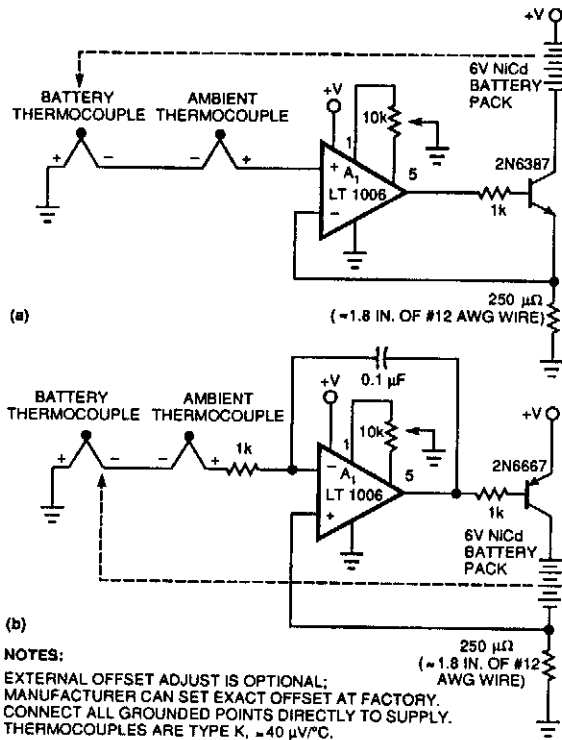 +V
6V NiCd
BATTERY
PACK
BATTERY
THERMOCOUPLE
AMBIENT
THERMOCOUPLE
+V
10k
1
5
+ - - +
+
A1
LT 1006
-
2N6387
1k
250 μΩ
(≈1.8 IN. OF #12 AWG WIRE)
(a)
0.1 μF
BATTERY
THERMOCOUPLE
AMBIENT
THERMOCOUPLE
+V
+V
10k
1
5
+ - - +
1k
-
A1
LT 1006
+
2N6667
1k
6V NiCd
BATTERY
PACK
250 μΩ
(≈1.8 IN. OF #12
AWG WIRE)
(b)
NOTES:
EXTERNAL OFFSET ADJUST IS OPTIONAL;
MANUFACTURER CAN SET EXACT OFFSET AT FACTORY.
CONNECT ALL GROUNDED POINTS DIRECTLY TO SUPPLY.
THERMOCOUPLES ARE TYPE K, ≈40 μV/°C.